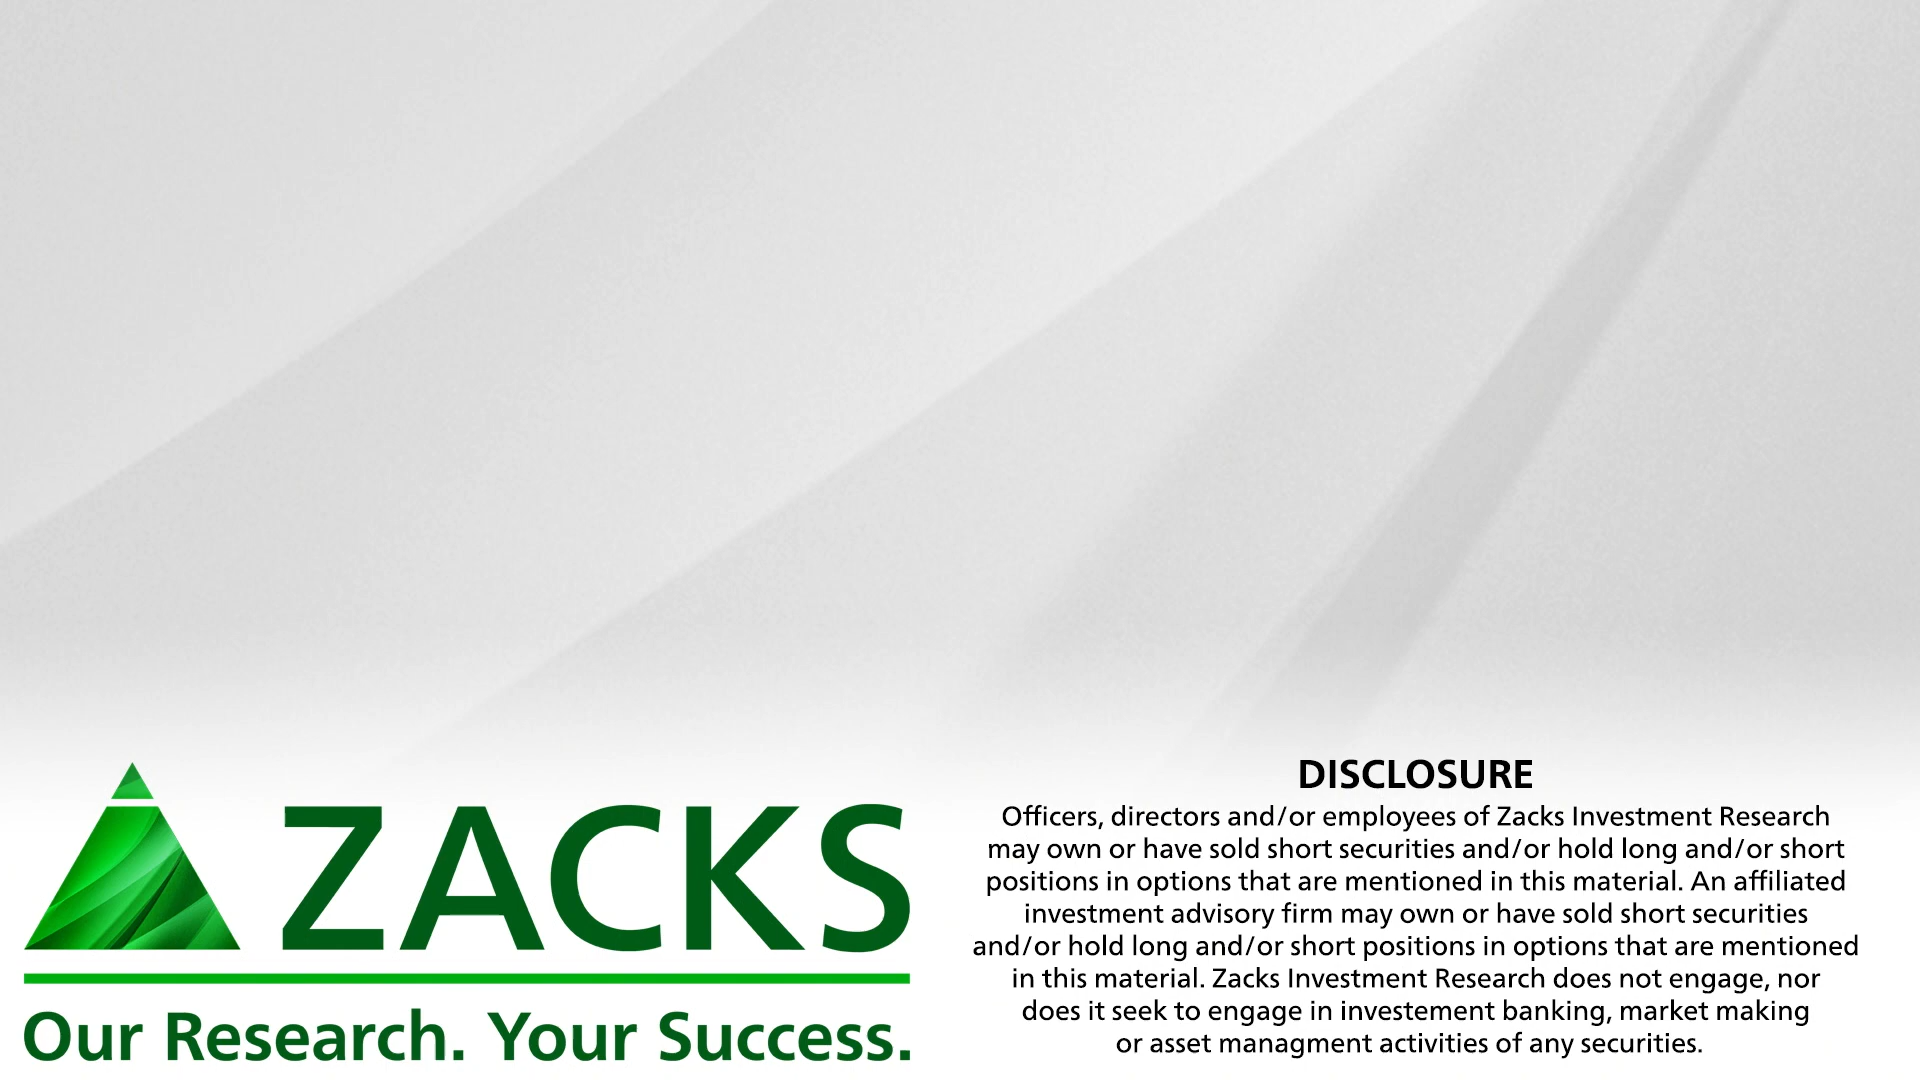 ZACKS
Our Research. Your Success.
DISCLOSURE
Officers, directors and/or employees of Zacks Investment Research
may own or have sold short securities and/or hold long and/or short
positions in options that are mentioned in this material. An affiliated
investment advisory firm may own or have sold short securities
and/or hold long and/or short positions in options that are mentioned
in this material. Zacks Investment Research does not engage, nor
does it seek to engage in investement banking, market making
or asset managment activities of any securities.